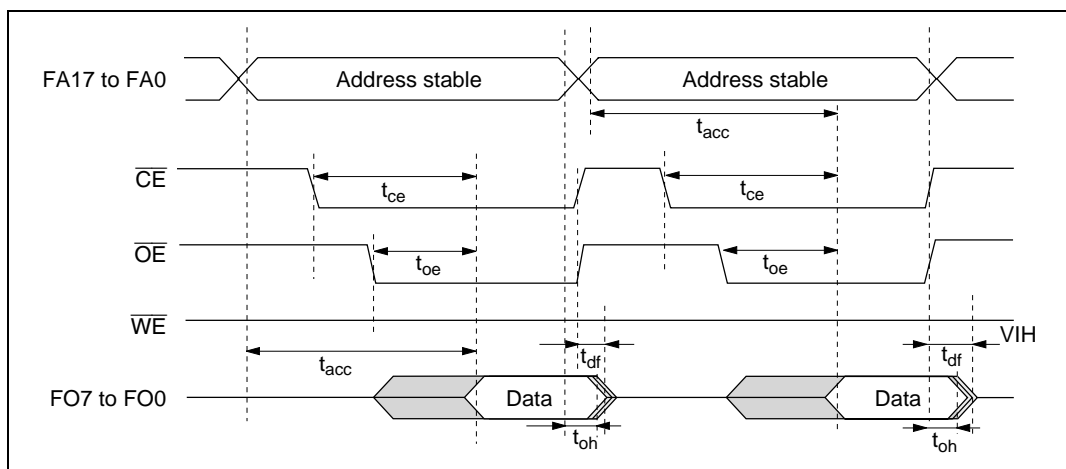 FA17 to FA0 Address stable Address stable
tacc
CE tce tce
OE toe toe
WE VIH
tacc tdf tdf
FO7 to FO0 Data Data
toh toh